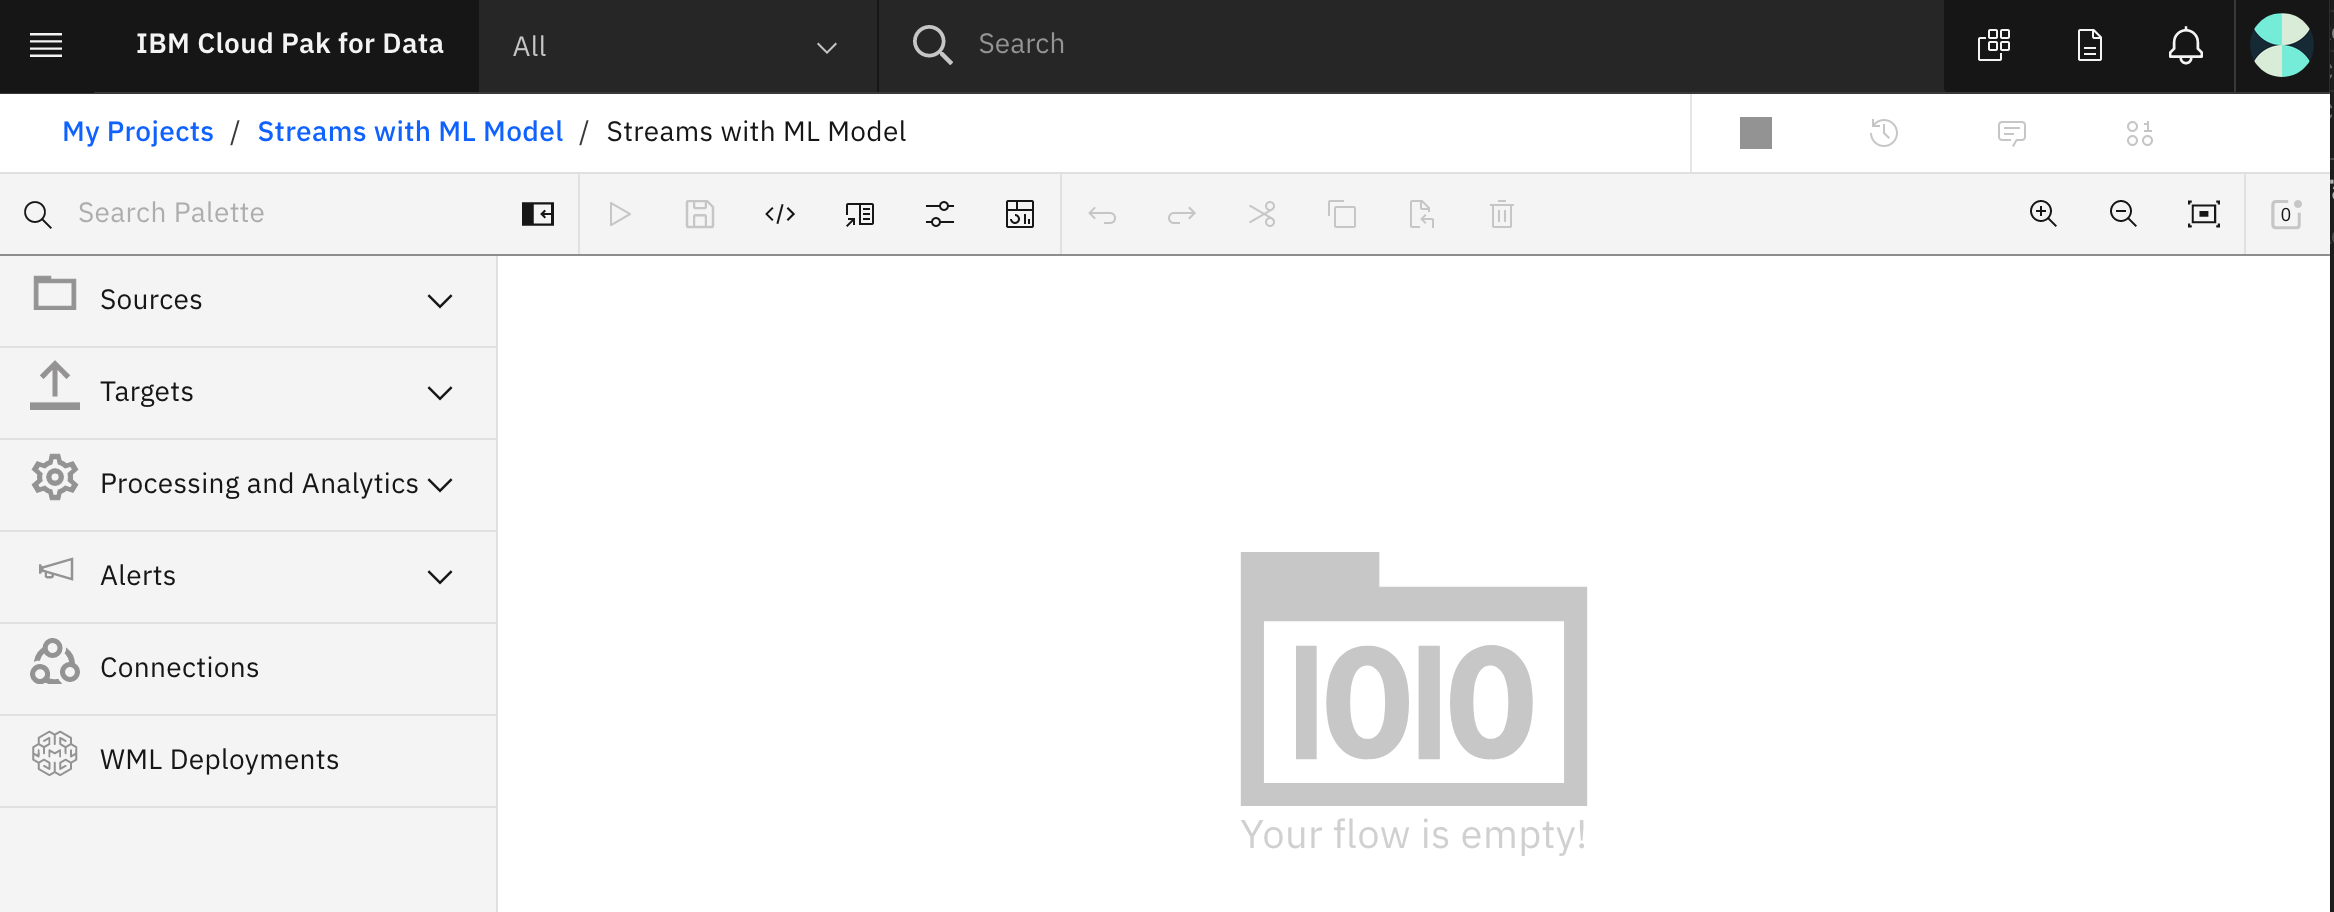 IBM Cloud Pak for Data All Search
My Projects / Streams with ML Model / Streams with ML Model
Search Palette </> 0
Sources
Targets
Processing and Analytics
Alerts
Connections
WML Deployments
1010
Your flow is empty!